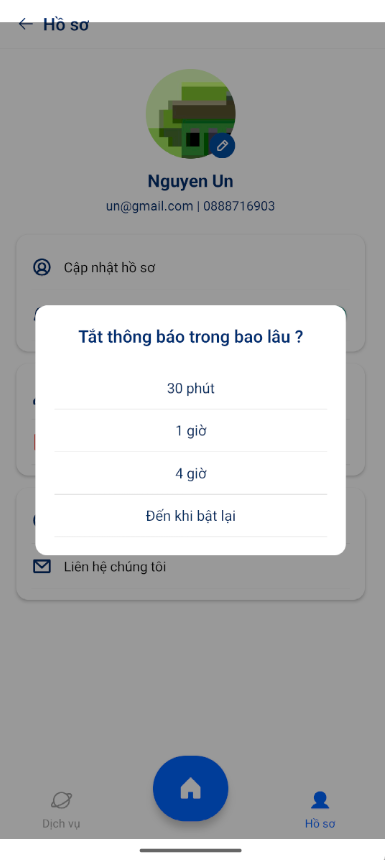 Hồ sơ
Nguyen Un
un@gmail.com | 0888716903
Cập nhật hồ sơ
Tắt thông báo trong bao lâu ?
30 phút
1 giờ
4 giờ
Đến khi bật lại
Liên hệ chúng tôi
Dịch vụ
Hồ sơ